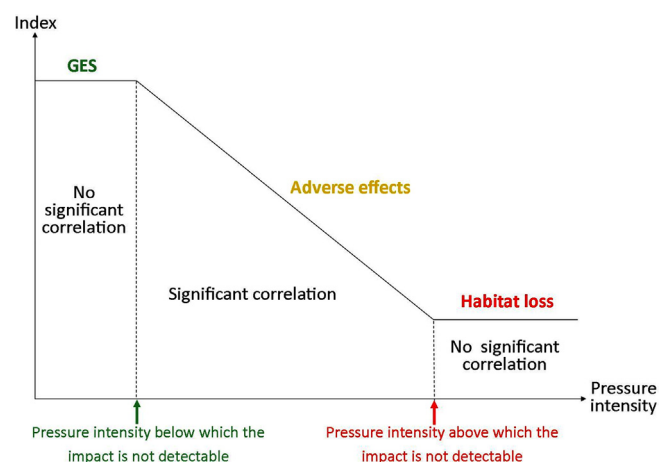 Index
GES
No
significant
correlation
Adverse effects
Significant correlation
Habitat loss
No significant
correlation
Pressure
intensity
Pressure intensity below which the
impact is not detectable
Pressure intensity above which the
impact is not detectable